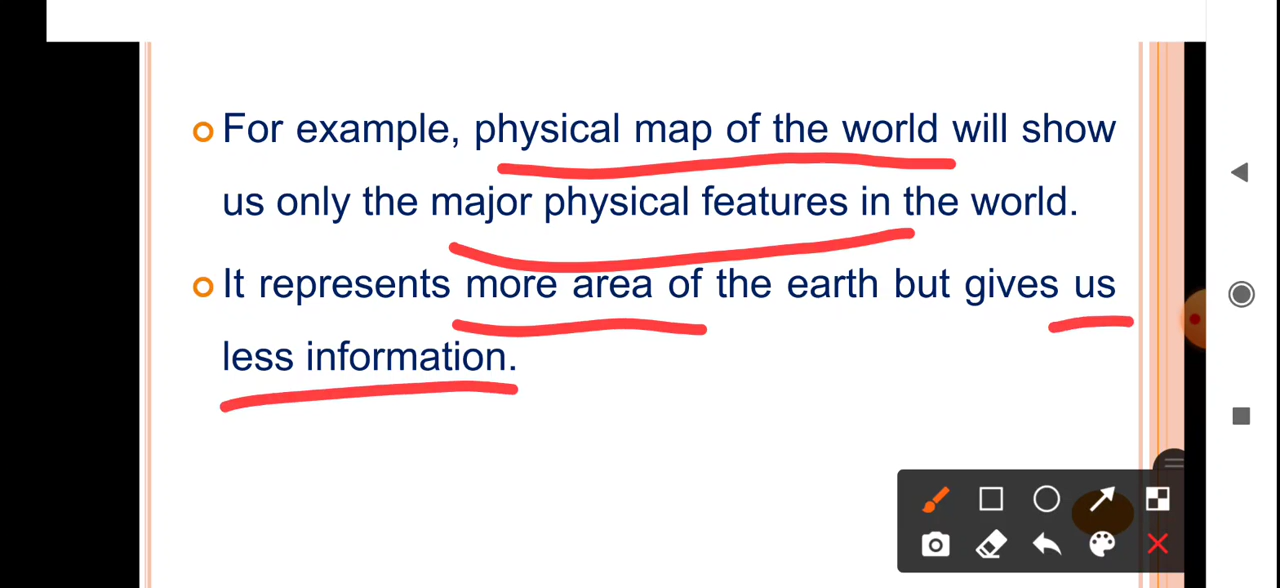 For example, physical map of the world will show
us only the major physical features in the world.
It represents more area of the earth but gives us
less information.